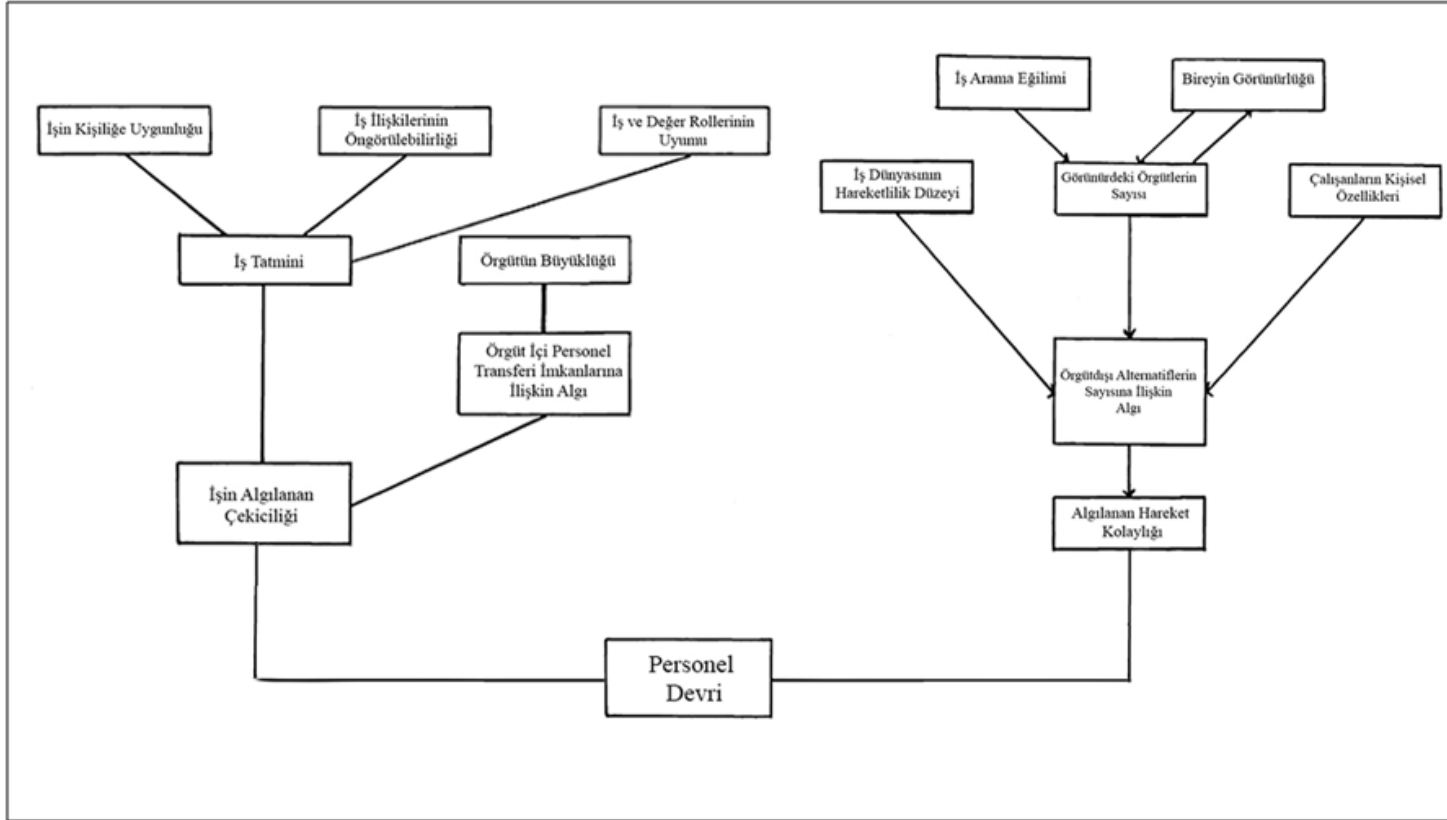 İş Arama Eğilimi
Bireyin Görünürlüğü
İşin Kişiliğe Uygunluğu
İş İlişkilerinin
Öngörülebilirliği
İş ve Değer Rollerinin
Uyumu
İş Dünyasının
Hareketlilik Düzeyi
Görünürdeki Örgütlerin
Sayısı
Çalışanların Kişisel
Özellikleri
İş Tatmini
Örgütün Büyüklüğü
Örgüt İçi Personel
Transferi İmkanlarına
İlişkin Algı
Örgütdışı Alternatiflerin
Sayısına İlişkin
Algı
İşin Algılanan
Çekiciliği
Algılanan Hareket
Kolaylığı
Personel
Devri